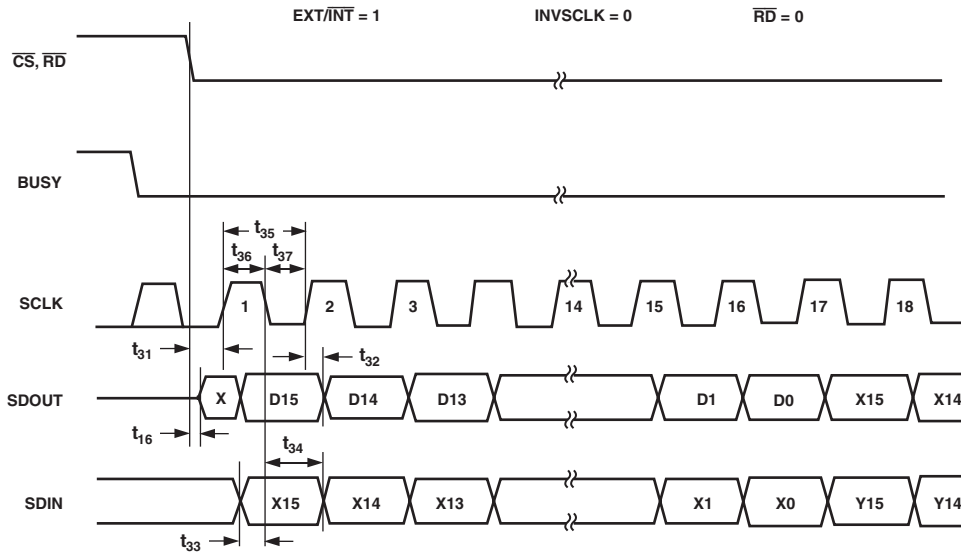 EXT/INT = 1 INVSCLK = 0 RD = 0
CS, RD
BUSY
t35
t36 t37
SCLK 1 2 3 14 15 16 17 18
t31 t32
SDOUT X D15 D14 D13 D1 D0 X15 X14
t16 t34
SDIN X15 X14 X13 X1 X0 Y15 Y14
t33